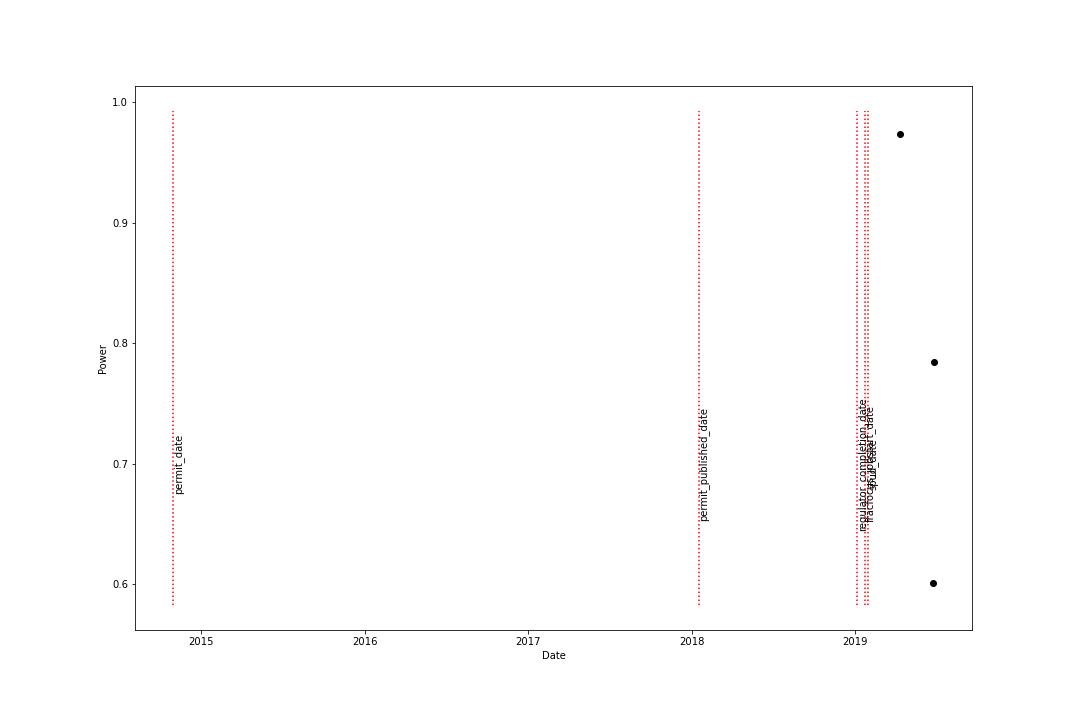 1.0
0.9
0.8
0.7
0.6
Power
permit_date
permit_published_date
regulator_completion_date
2015
2016
2017
2018
2019
Date